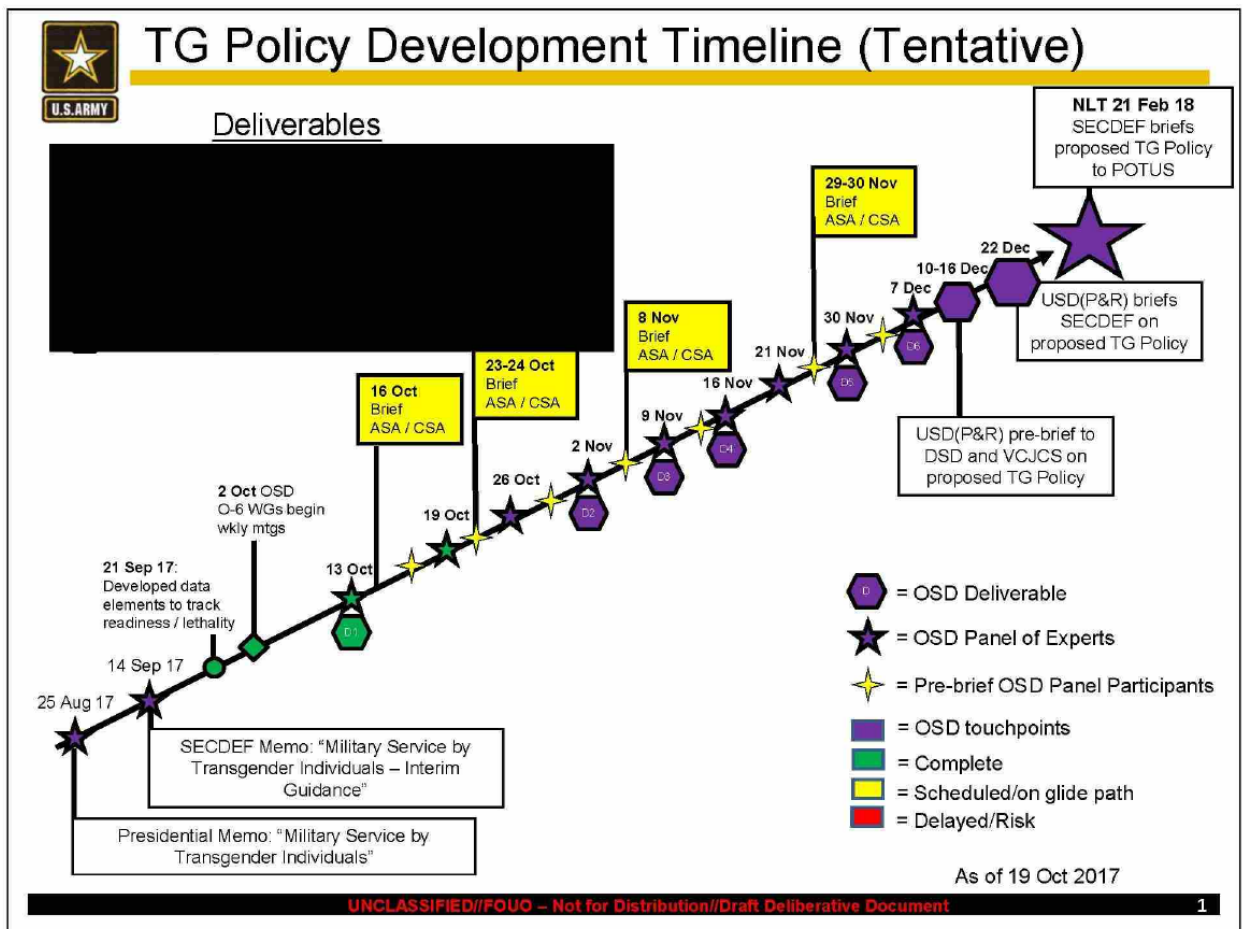 TG Policy Development Timeline (Tentative)
U.S.ARMY
Deliverables
NLT 21 Feb 18
SECDEF briefs
proposed TG Policy
to POTUS
29-30 Nov
Brief
ASA / CSA
22 Dec
10-16 Dec
7 Dec
USD(P&R) briefs
SECDEF on
proposed TG Policy
8 Nov
Brief
ASA / CSA
30 Nov
D6
21 Nov
D5
23-24 Oct
Brief
ASA / CSA
16 Nov
16 Oct
Brief
ASA / CSA
9 Nov
D4
USD(P&R) pre-brief to
DSD and VCJCS on
proposed TG Policy
2 Nov
D3
26 Oct
D2
2 Oct OSD
O-6 WGs begin
wkly mtgs
19 Oct
21 Sep 17:
Developed data
elements to track
readiness / lethality
13 Oct
D1
14 Sep 17
25 Aug 17
SECDEF Memo: “Military Service by
Transgender Individuals – Interim
Guidance”
Presidential Memo: “Military Service by
Transgender Individuals”
D = OSD Deliverable
= OSD Panel of Experts
= Pre-brief OSD Panel Participants
= OSD touchpoints
= Complete
= Scheduled/on glide path
= Delayed/Risk
As of 19 Oct 2017
UNCLASSIFIED//FOUO – Not for Distribution//Draft Deliberative Document
1